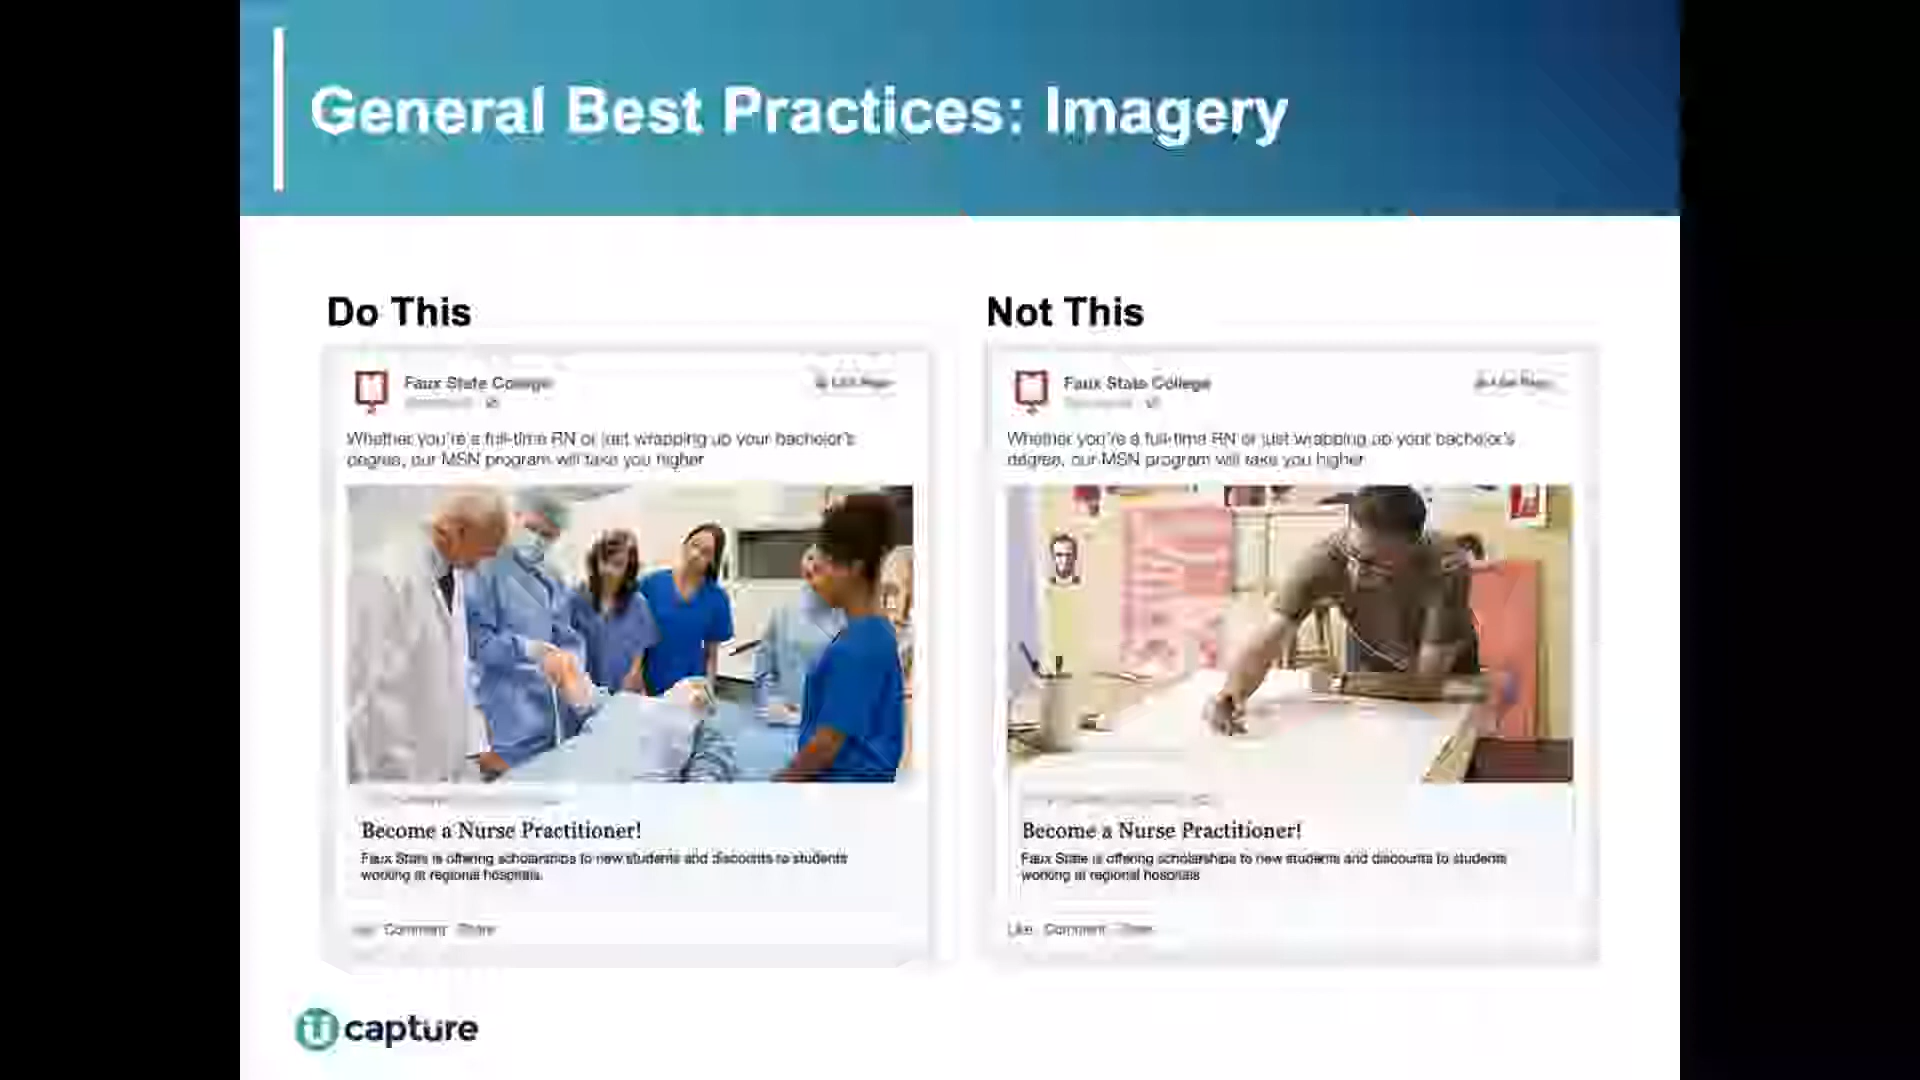 General Best Practices: Imagery
Do This
Not This
Faux State College
Like Page
Whether you're a full-time RN or just wrapping up your bachelor's
degree, our MSN program will take you higher
Become a Nurse Practitioner!
Faux State is offering scholarships to new students and discounts to students
working at regional hospitals.
Comment Share
Faux State College
Like Page
Whether you're a full-time RN or just wrapping up your bachelor's
degree, our MSN program will take you higher
Become a Nurse Practitioner!
Faux State is offering scholarships to new students and discounts to students
working at regional hospitals
Like Comment Share
capture